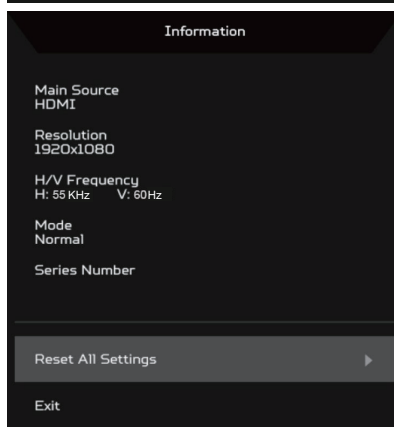 Information
Main Source
HDMI
Resolution
1920x1080
H/V Frequency
H: 55 KHz V: 60Hz
Mode
Normal
Series Number
Reset All Settings
Exit